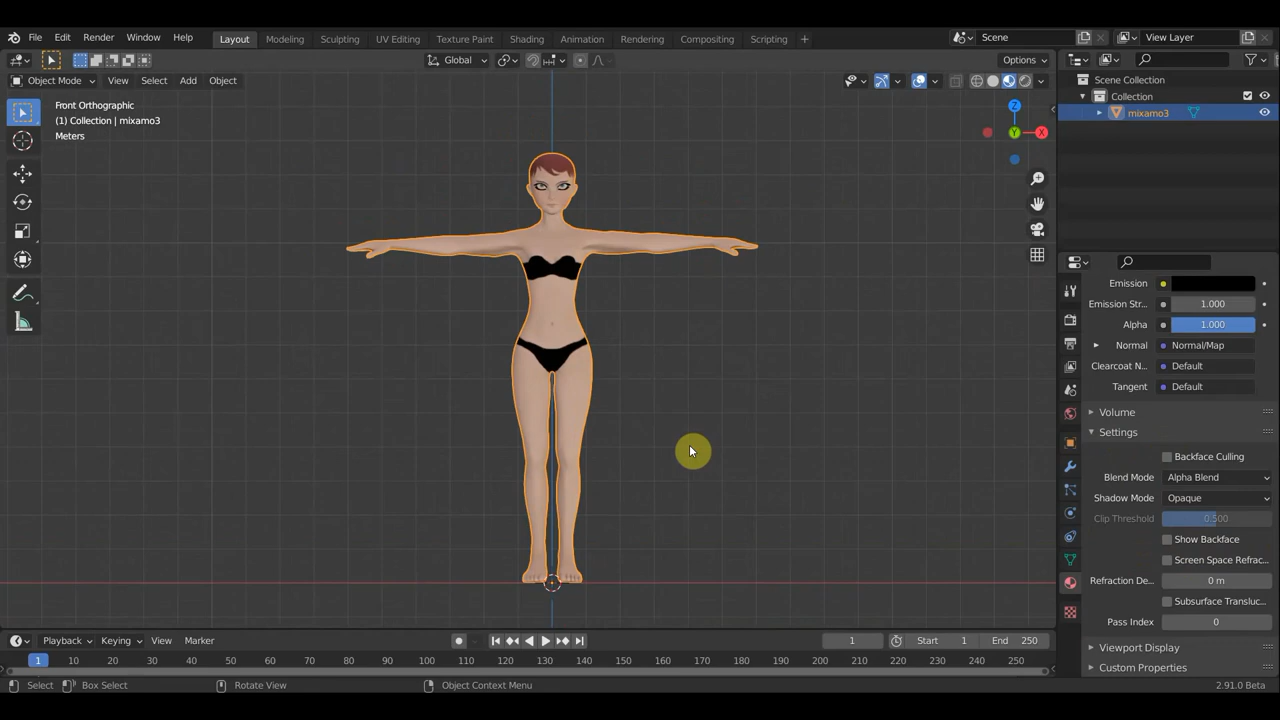 File Edit Render Window Help Layout Modeling Sculpting UV Editing Texture Paint Shading Animation Rendering Compositing Scripting + Scene View Layer
Global Options
Object Mode View Select Add Object
Front Orthographic
(1) Collection | mixamo3
Meters
Z
Y
X
Scene Collection
Collection
mixamo3
Emission
Emission Str... 1.000
Alpha 1.000
Normal Normal/Map
Clearcoat N... Default
Tangent Default
Volume
Settings
Backface Culling
Blend Mode Alpha Blend
Shadow Mode Opaque
Clip Threshold 0.500
Show Backface
Screen Space Refrac...
Refraction De... 0 m
Subsurface Transluc...
Pass Index 0
Viewport Display
Custom Properties
Playback Keying View Marker 1 Start 1 End 250
1 10 20 30 40 50 60 70 80 90 100 110 120 130 140 150 160 170 180 190 200 210 220 230 240 250
Select Box Select Rotate View Object Context Menu 2.91.0 Beta